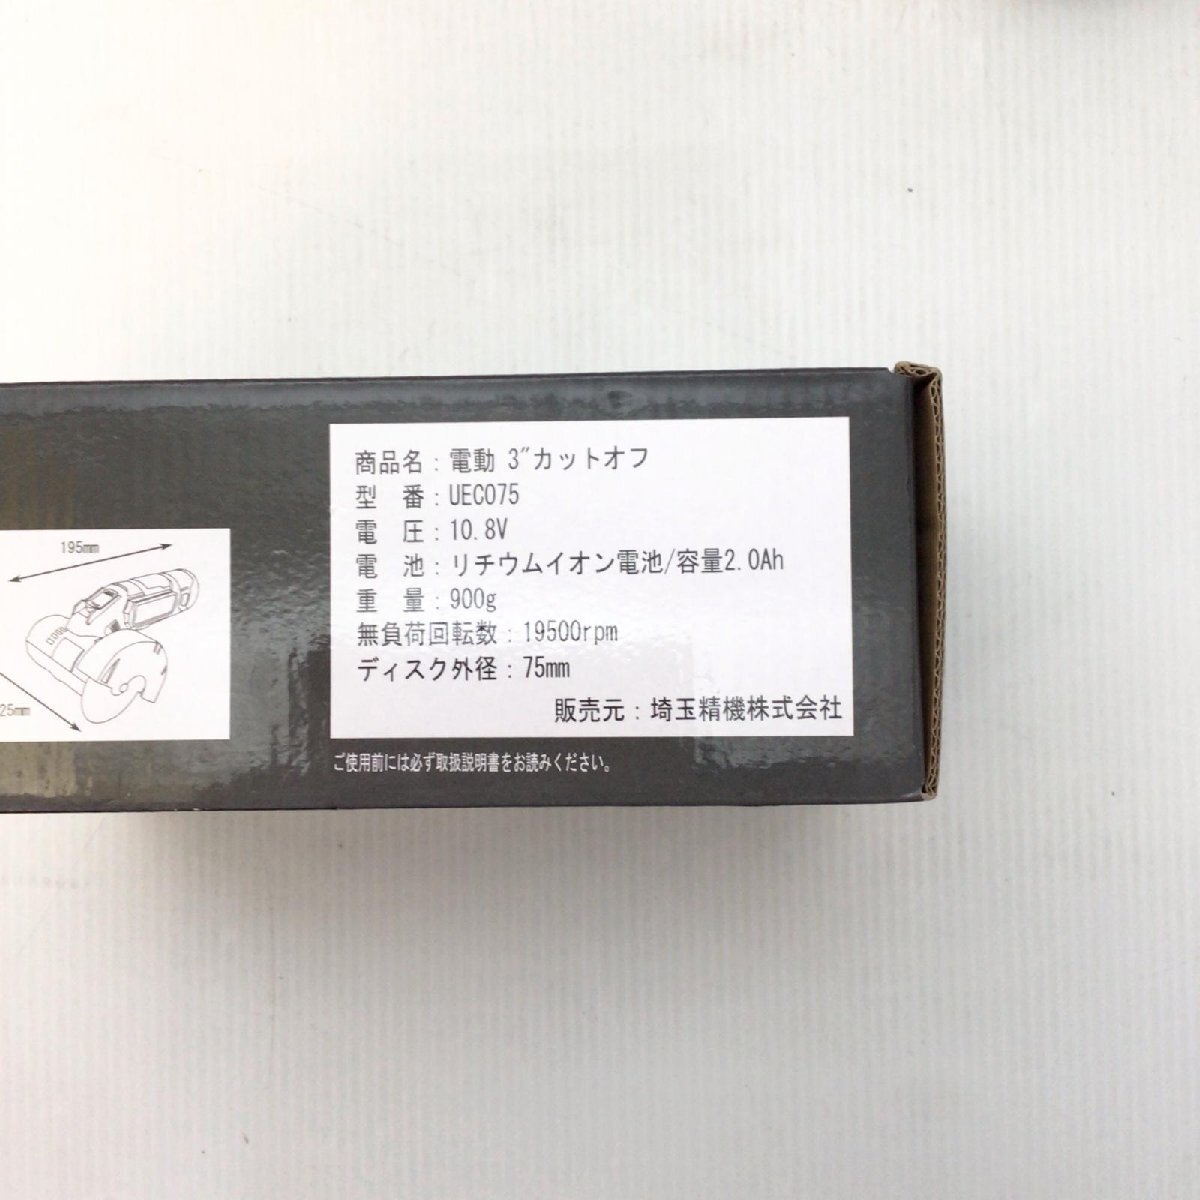 195mm
25mm
商品名：電動 3"カットオフ
型　番：UEC075
電　圧：10.8V
電　池：リチウムイオン電池/容量2.0Ah
重　量：900g
無負荷回転数：19500rpm
ディスク外径：75mm
販売元：埼玉精機株式会社
ご使用前には必ず取扱説明書をお読みください。